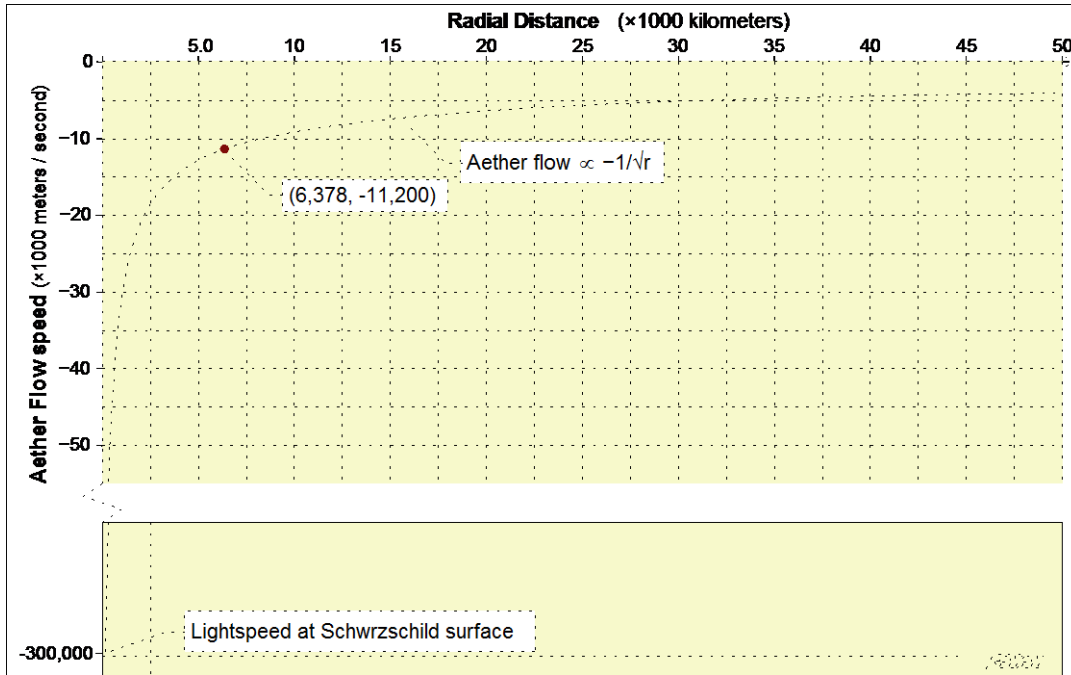 Radial Distance (×1000 kilometers)
5.0 10 15 20 25 30 35 40 45 50
Aether Flow speed (×1000 meters / second)
0
−10
−20
−30
−40
−50
-300,000
Aether flow ∝ −1/√r
(6,378, -11,200)
Lightspeed at Schwrzschild surface